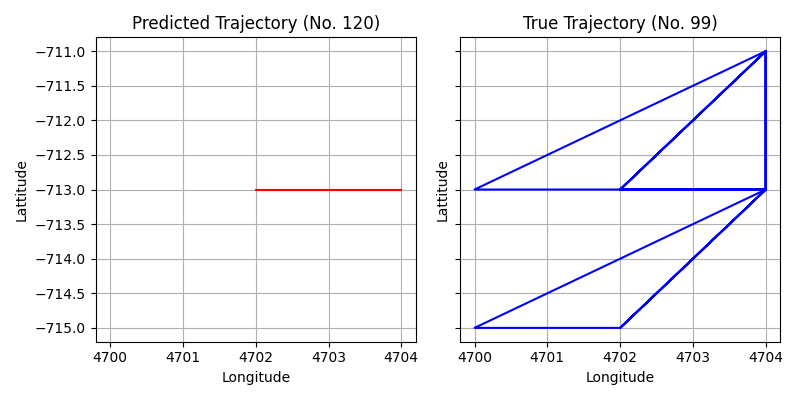 Predicted Trajectory (No. 120)
True Trajectory (No. 99)
Lattitude
−711.0
−711.5
−712.0
−712.5
−713.0
−713.5
−714.0
−714.5
−715.0
4700 4701 4702 4703 4704
Longitude
Lattitude
4700 4701 4702 4703 4704
Longitude